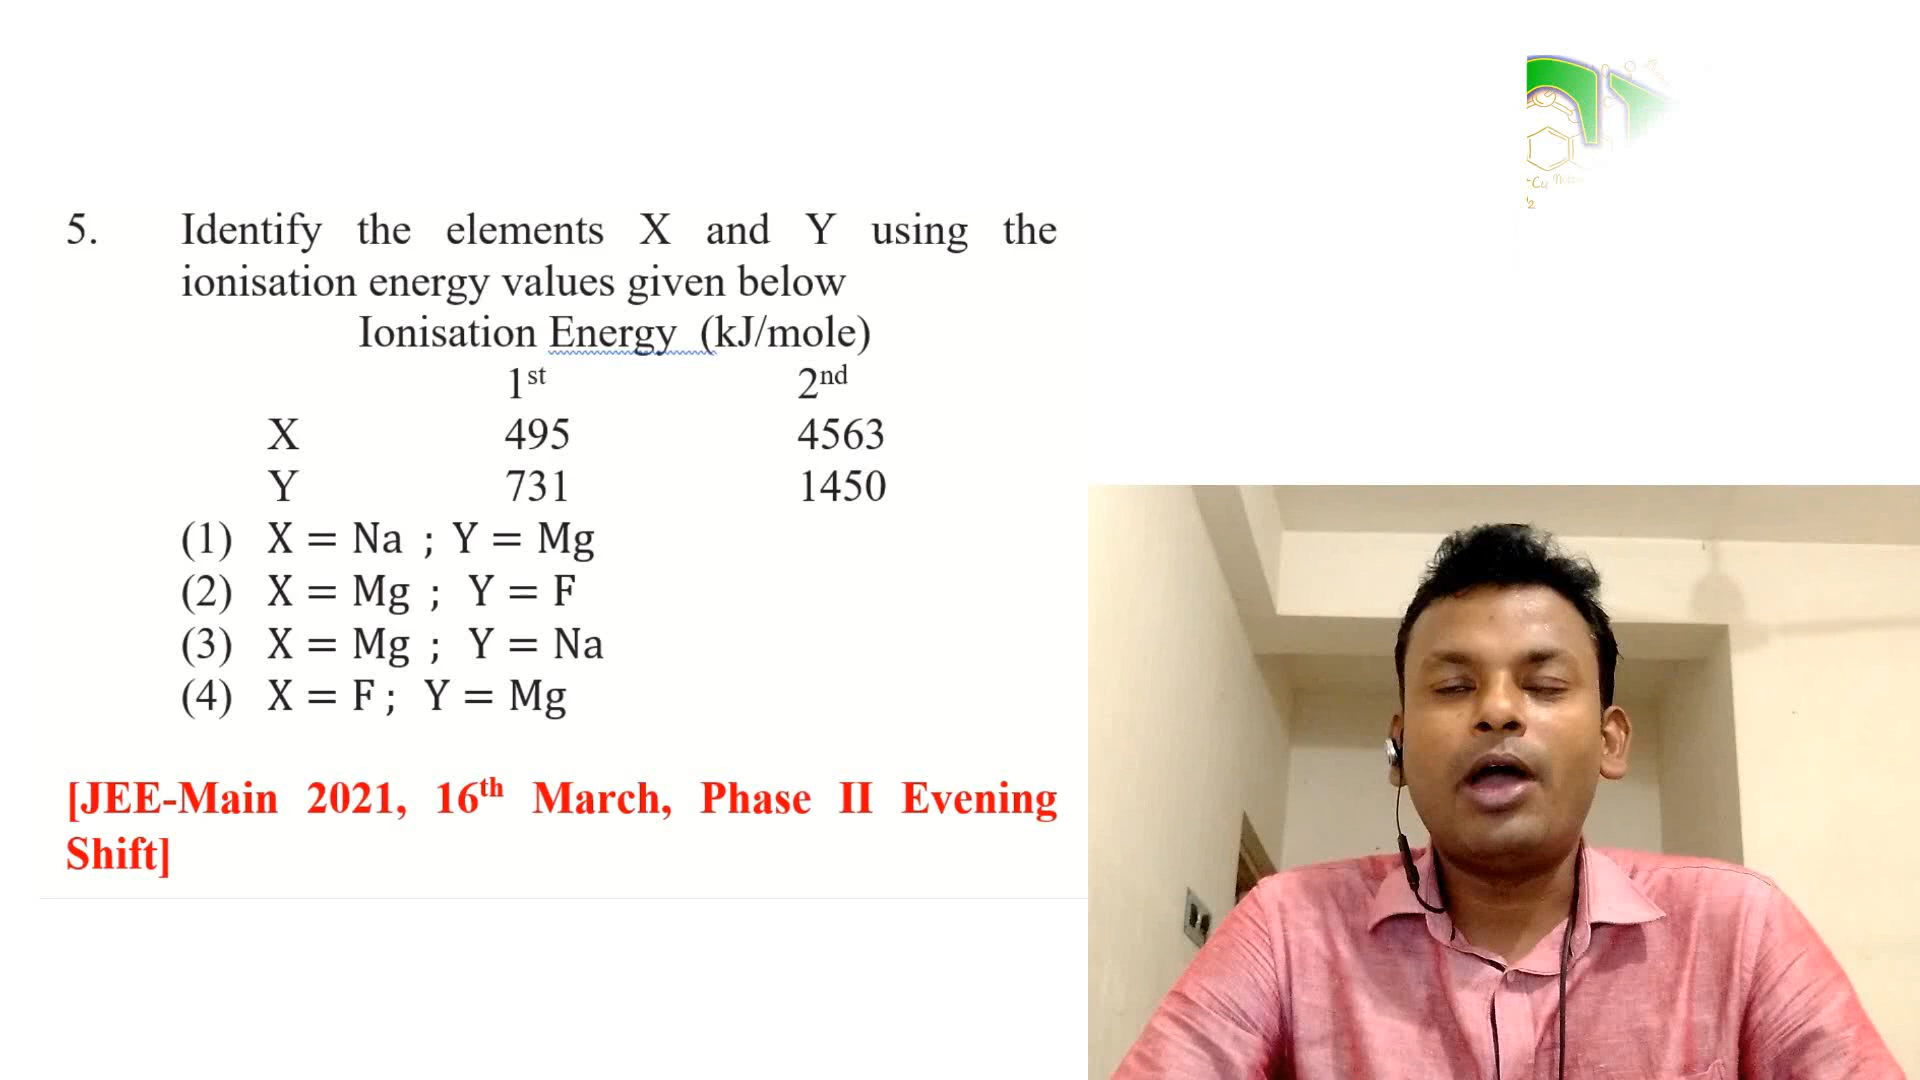 5. Identify the elements X and Y using the
ionisation energy values given below
Ionisation Energy (kJ/mole)
1st 2nd
X 495 4563
Y 731 1450
(1) X = Na ; Y = Mg
(2) X = Mg ; Y = F
(3) X = Mg ; Y = Na
(4) X = F ; Y = Mg
[JEE-Main 2021, 16th March, Phase II Evening
Shift]